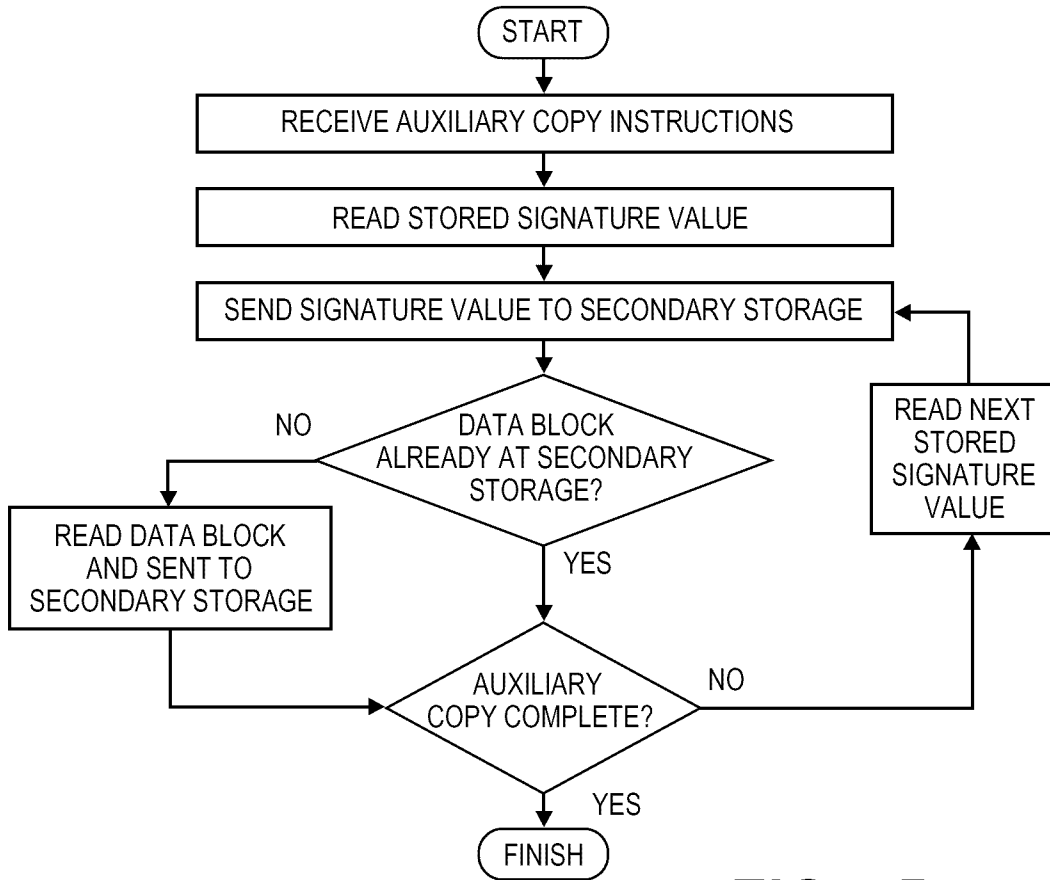 START
RECEIVE AUXILIARY COPY INSTRUCTIONS
READ STORED SIGNATURE VALUE
SEND SIGNATURE VALUE TO SECONDARY STORAGE
NO
DATA BLOCK
ALREADY AT SECONDARY
STORAGE?
READ NEXT
STORED
SIGNATURE
VALUE
READ DATA BLOCK
AND SENT TO
SECONDARY STORAGE
YES
AUXILIARY
COPY COMPLETE?
NO
YES
FINISH